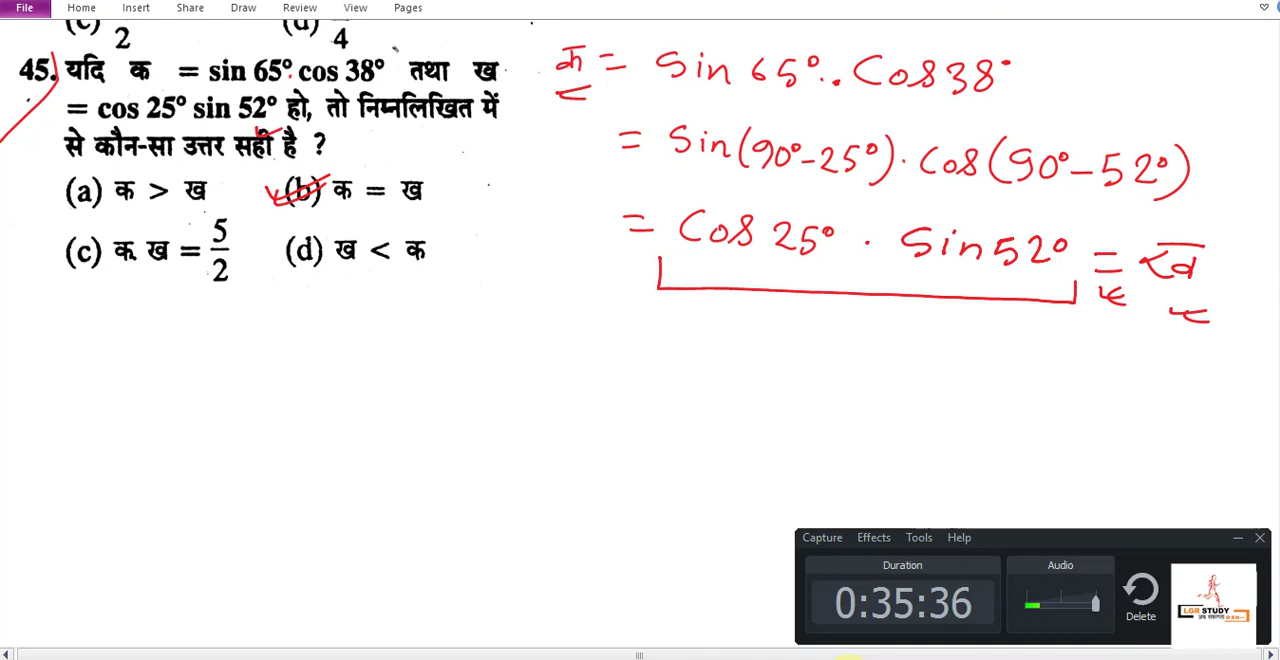 File Home Insert Share Draw View Pages
(c) 2 (d) 4
45. यदि क = sin 65° cos 38° तथा ख
= cos 25° sin 52° हो, तो निम्नलिखित में
से कौन-सा उत्तर सही है ?
(a) क > ख (b) क = ख
(c) क ख = 5/2 (d) ख < क
क = Sin 65° . Cos 38°
= Sin(90°-25°) . Cos(90°-52°)
= Cos 25° . Sin 52° = ख
Capture Effects Tools Help
Duration Audio
0:35:36
Delete
LGR STUDY